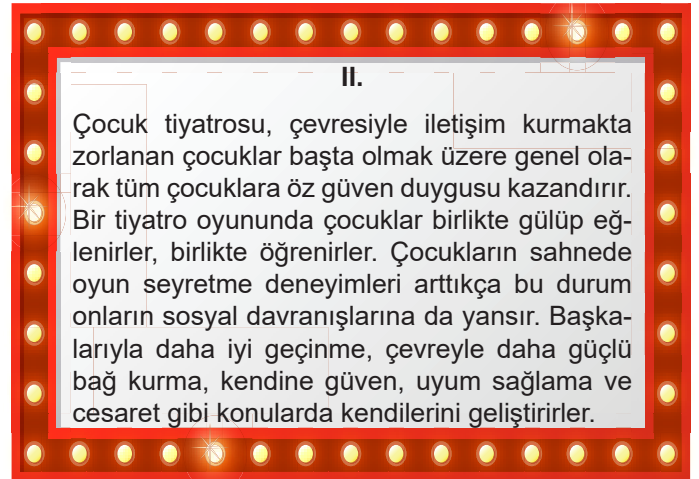 II.
Çocuk tiyatrosu, çevresiyle iletişim kurmakta
zorlanan çocuklar başta olmak üzere genel ola-
rak tüm çocuklara öz güven duygusu kazandırır.
Bir tiyatro oyununda çocuklar birlikte gülüp eğ-
lenirler, birlikte öğrenirler. Çocukların sahnede
oyun seyretme deneyimleri arttıkça bu durum
onların sosyal davranışlarına da yansır. Başka-
larıyla daha iyi geçinme, çevreyle daha güçlü
bağ kurma, kendine güven, uyum sağlama ve
cesaret gibi konularda kendilerini geliştirirler.